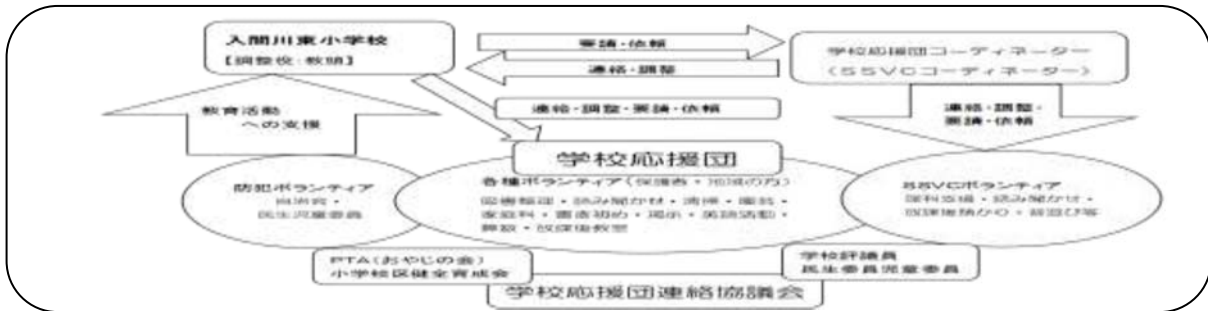 入間川東小学校
【調整役:教頭】
要請・依頼
連絡・調整
学校応援団コーディネーター
(SSVCコーディネーター)
教育活動
への支援
連絡・調整・要請・依頼
連絡・調整・
要請・依頼
学校応援団
防犯ボランティア
自治会・
民生児童委員
各種ボランティア(保護者・地域の方)
図書整理・読み聞かせ・清掃・園芸・
家庭科・書き初め・掲示・英語活動・
算数・放課後教室
SSVCボランティア
・読み聞かせ・
放課後預かり・昔遊び等
PTA(おやじの会)
小学校区健全育成会
学校評議員
民生委員児童委員
学校応援団連絡協議会